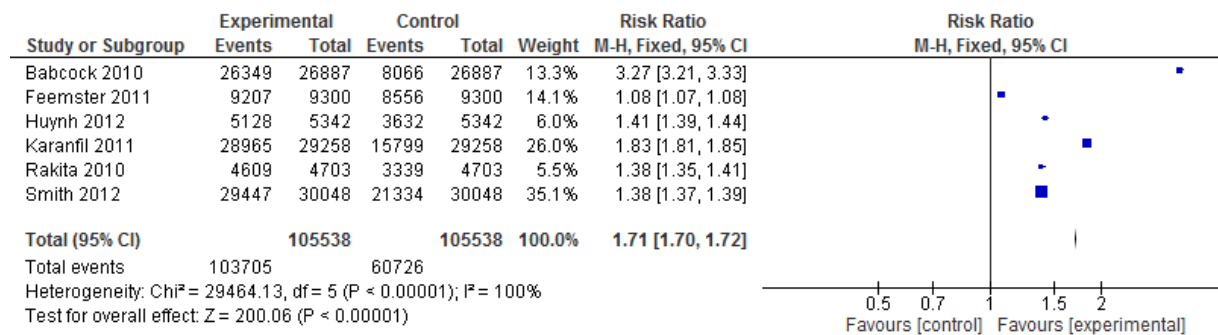 Experimental Control Risk Ratio Risk Ratio
Study or Subgroup Events Total Events Total Weight M-H, Fixed, 95% CI M-H, Fixed, 95% CI
Babcock 2010 26349 26887 8066 26887 13.3% 3.27 [3.21, 3.33]
Feemster 2011 9207 9300 8556 9300 14.1% 1.08 [1.07, 1.08]
Huynh 2012 5128 5342 3632 5342 6.0% 1.41 [1.39, 1.44]
Karanfil 2011 28965 29258 15799 29258 26.0% 1.83 [1.81, 1.85]
Rakita 2010 4609 4703 3339 4703 5.5% 1.38 [1.35, 1.41]
Smith 2012 29447 30048 21334 30048 35.1% 1.38 [1.37, 1.39]
Total (95% CI) 105538 105538 100.0% 1.71 [1.70, 1.72]
Total events 103705 60726
Heterogeneity: Chi² = 29464.13, df = 5 (P < 0.00001); I² = 100%
Test for overall effect: Z = 200.06 (P < 0.00001)
0.5 0.7 1 1.5 2
Favours [control] Favours [experimental]